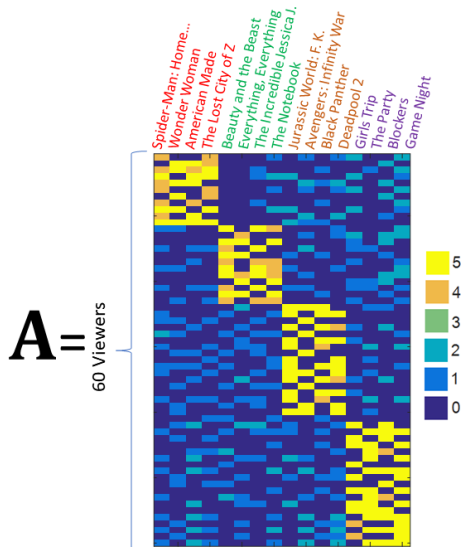 Spider-Man: Home...
Wonder Woman
American Made
The Lost City of Z
Beauty and the Beast
Everything, Everything
The Incredible Jessica J.
The Notebook
Jurassic World: F. K.
Avengers: Infinity War
Black Panther
Deadpool 2
Girls Trip
The Party
Blockers
Game Night
A=
60 Viewers
5
4
3
2
1
0